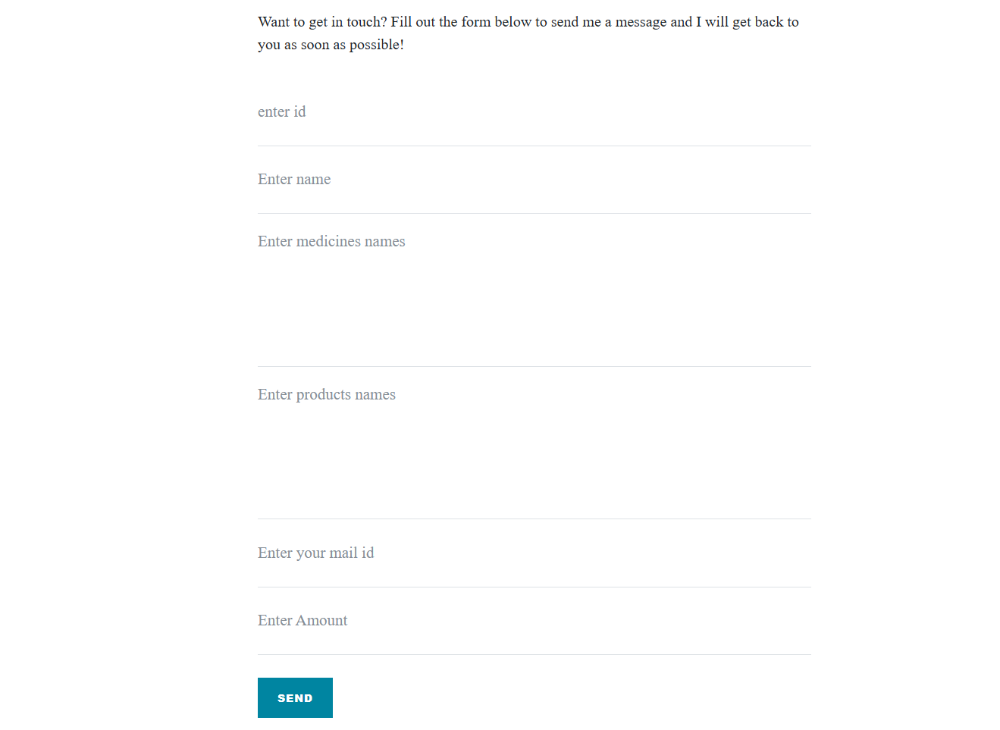 Want to get in touch? Fill out the form below to send me a message and I will get back to
you as soon as possible!
enter id
Enter name
Enter medicines names
Enter products names
Enter your mail id
Enter Amount
SEND